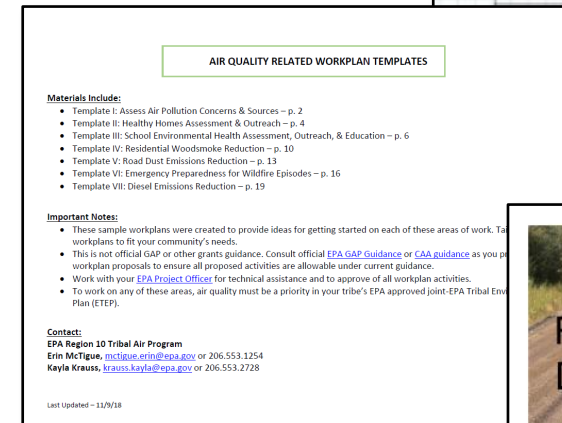 AIR QUALITY RELATED WORKPLAN TEMPLATES
Materials Include:
• Template I: Assess Air Pollution Concerns & Sources – p. 2
• Template II: Healthy Homes Assessment & Outreach – p. 4
• Template III: School Environmental Health Assessment, Outreach, & Education – p. 6
• Template IV: Residential Woodsmoke Reduction – p. 10
• Template V: Road Dust Emissions Reduction – p. 13
• Template VI: Emergency Preparedness for Wildfire Episodes – p. 16
• Template VII: Diesel Emissions Reduction – p. 19
Important Notes:
• These sample workplans were created to provide ideas for getting started on each of these areas of work.
workplans to fit your community's needs.
• This is not official GAP or other grants guidance. Consult official EPA GAP Guidance or CAA guidance as you
workplan proposals to ensure all proposed activities are allowable under current guidance.
• Work with your EPA Project Officer for technical assistance and to approve of all workplan activities.
• To work on any of these areas, air quality must be a priority in your tribe's EPA approved joint-EPA Tribal
Plan (ETEP).
Contact:
EPA Region 10 Tribal Air Program
Erin McTigue, mctigue.erin@epa.gov or 206.553.1254
Kayla Krauss, krauss.kayla@epa.gov or 206.553.2728
Last Updated – 11/9/18